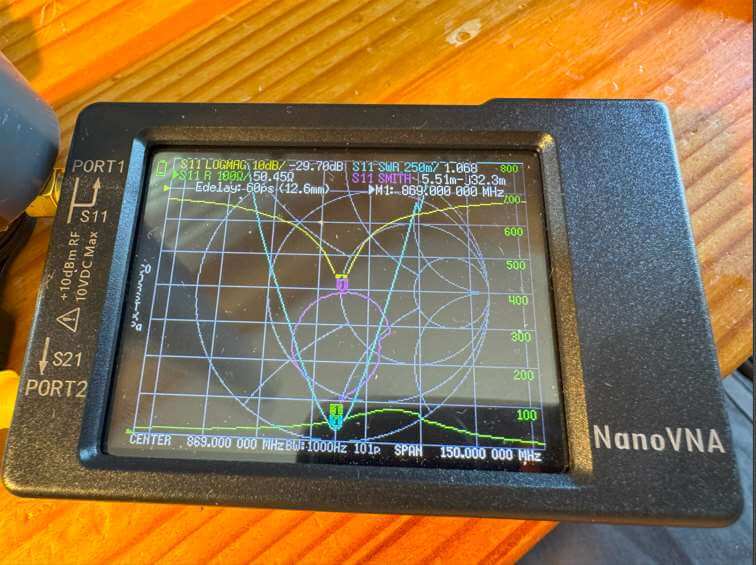 PORT1
S11
+10dBm RF
10VDC Max
S21
PORT2
S11 LOGMAG 10dB/ -29.70dB S11 SWR 250m/ 1.068
S11 R 100Ω/ 50.45Ω S11 SMITH 5.51m -j32.3m
Edelay: 60ps (12.6mm) M1: 869.000 000 MHz
800
700
600
500
400
300
200
100
CENTER 869.000 000 MHz BW:1000Hz 101p SPAN 150.000 000 MHz
NanoVNA